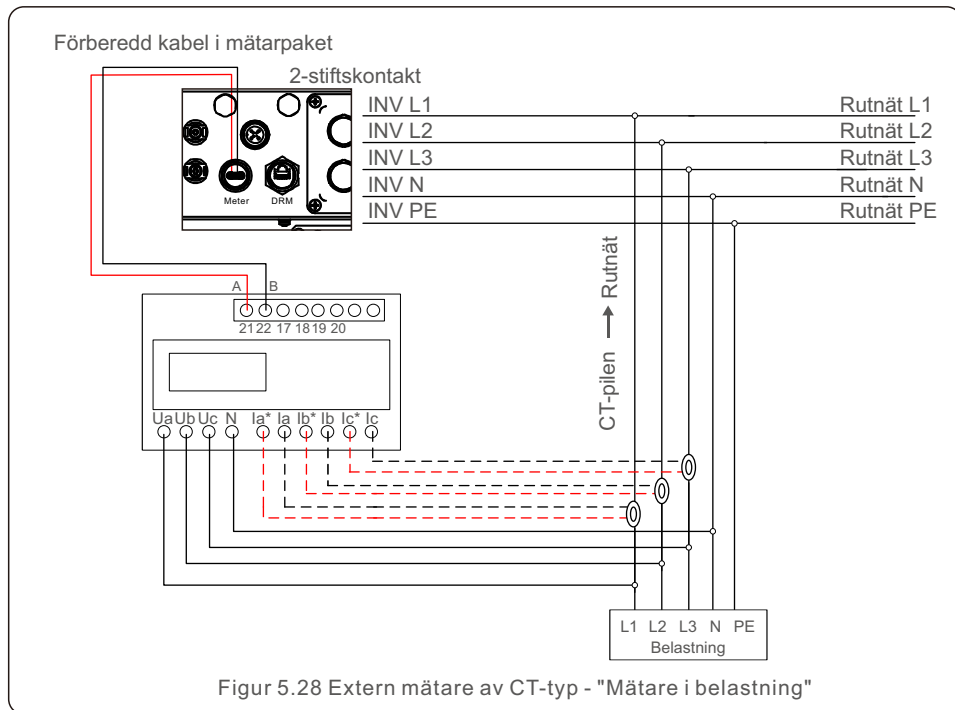 Förberedd kabel i mätarpaket
2-stiftskontakt
INV L1 Rutnät L1
INV L2 Rutnät L2
INV L3 Rutnät L3
INV N Rutnät N
INV PE Rutnät PE
Meter DRM
CT-pilen → Rutnät
A B
21 22 17 18 19 20
Ua Ub Uc N Ia* Ia Ib* Ib Ic* Ic
L1 L2 L3 N PE
Belastning
Figur 5.28 Extern mätare av CT-typ - "Mätare i belastning"